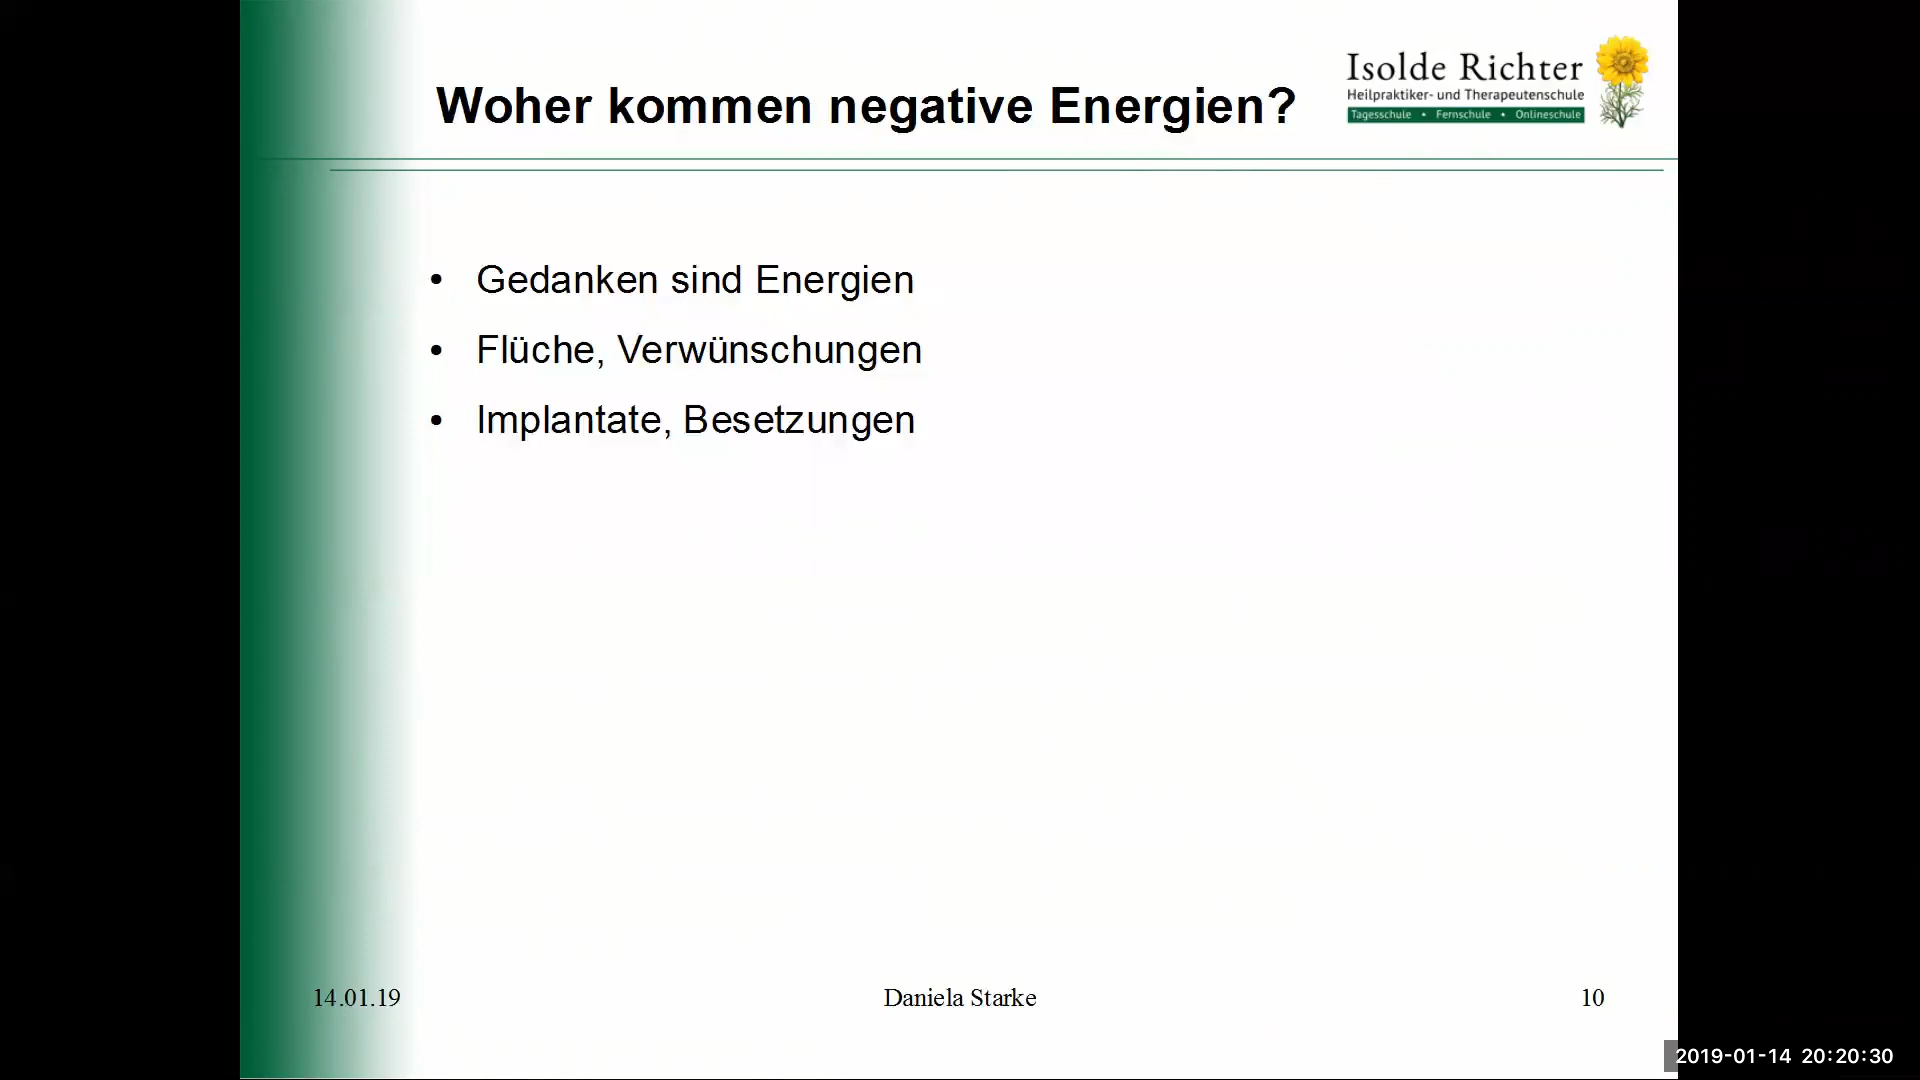 Woher kommen negative Energien?
Isolde Richter
Heilpraktiker- und Therapeutenschule
Tagesschule • Fernschule • Onlineschule
• Gedanken sind Energien
• Flüche, Verwünschungen
• Implantate, Besetzungen
14.01.19
Daniela Starke
10
2019-01-14 20:20:30